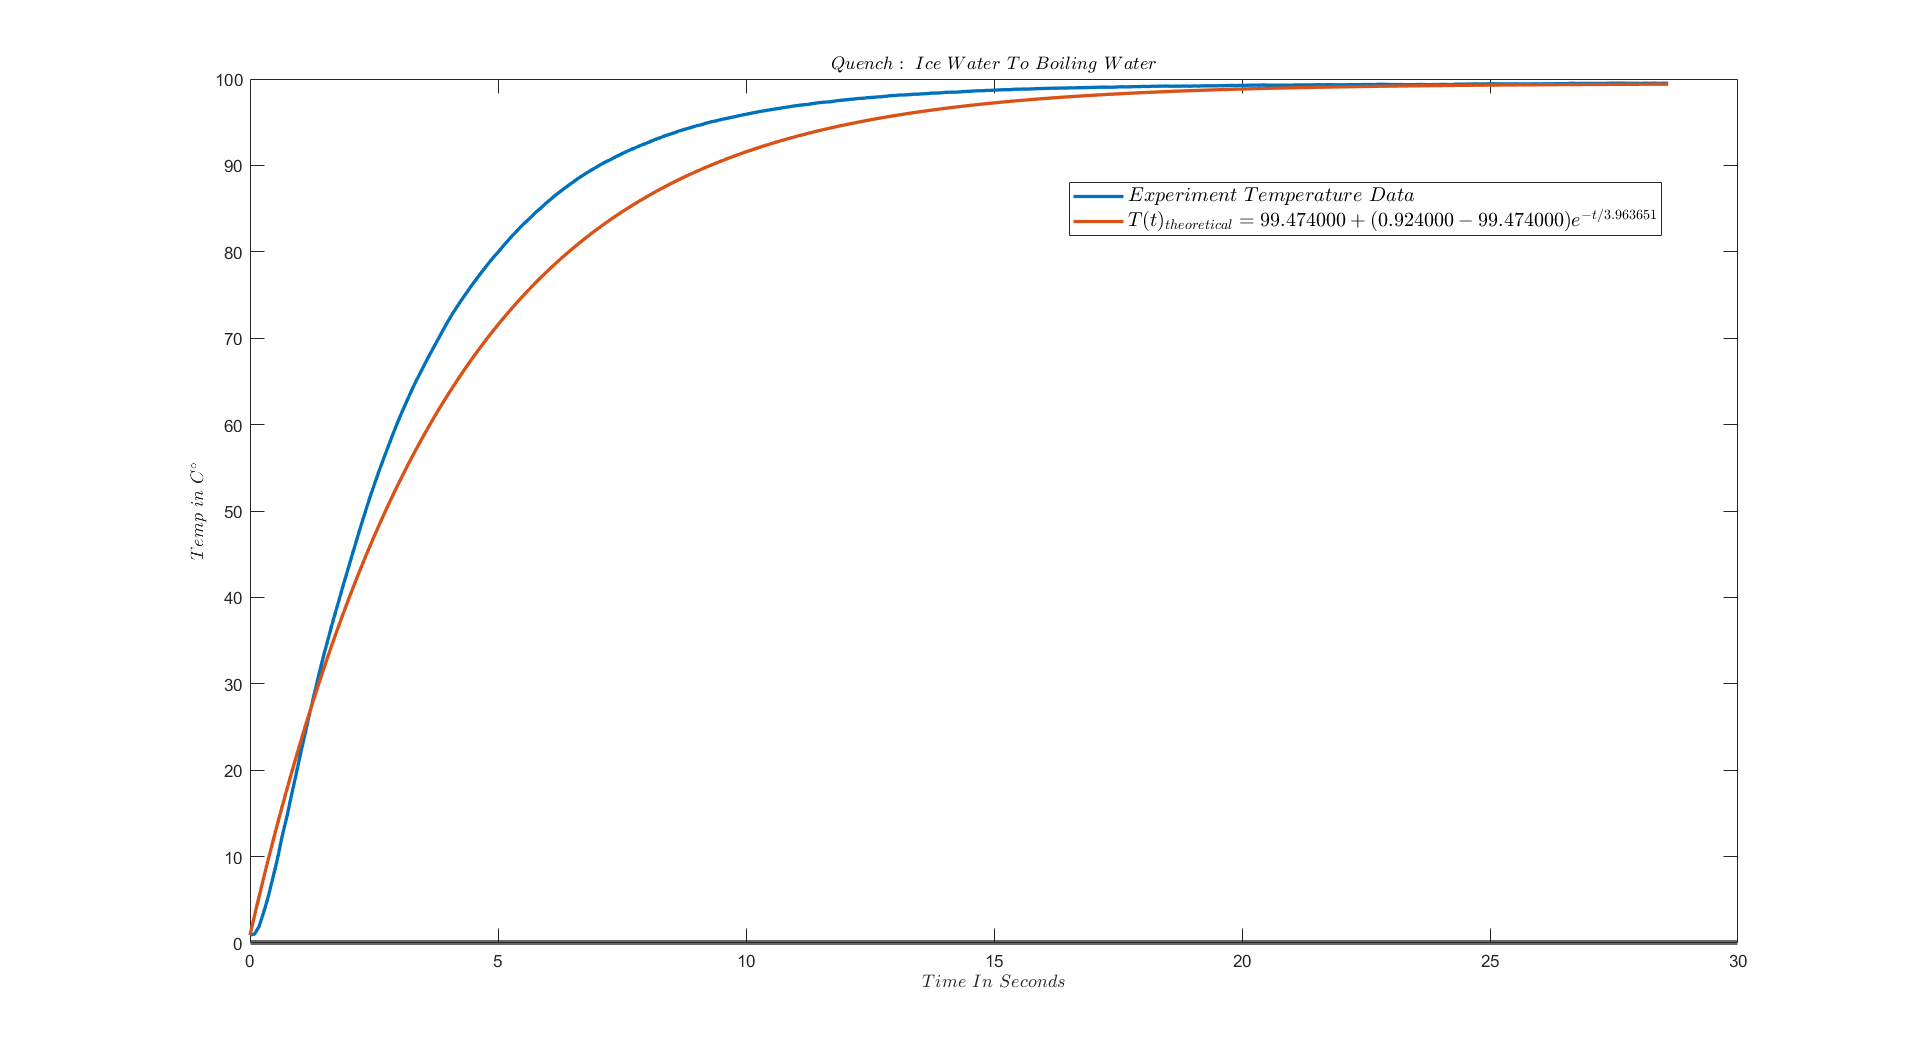 Quench : Ice Water To Boiling Water
100
90
80
70
60
50
40
30
20
10
0
Temp in C°
Experiment Temperature Data
T(t)theoretical = 99.474000 + (0.924000 − 99.474000)e^−t/3.963651
0 5 10 15 20 25 30
Time In Seconds